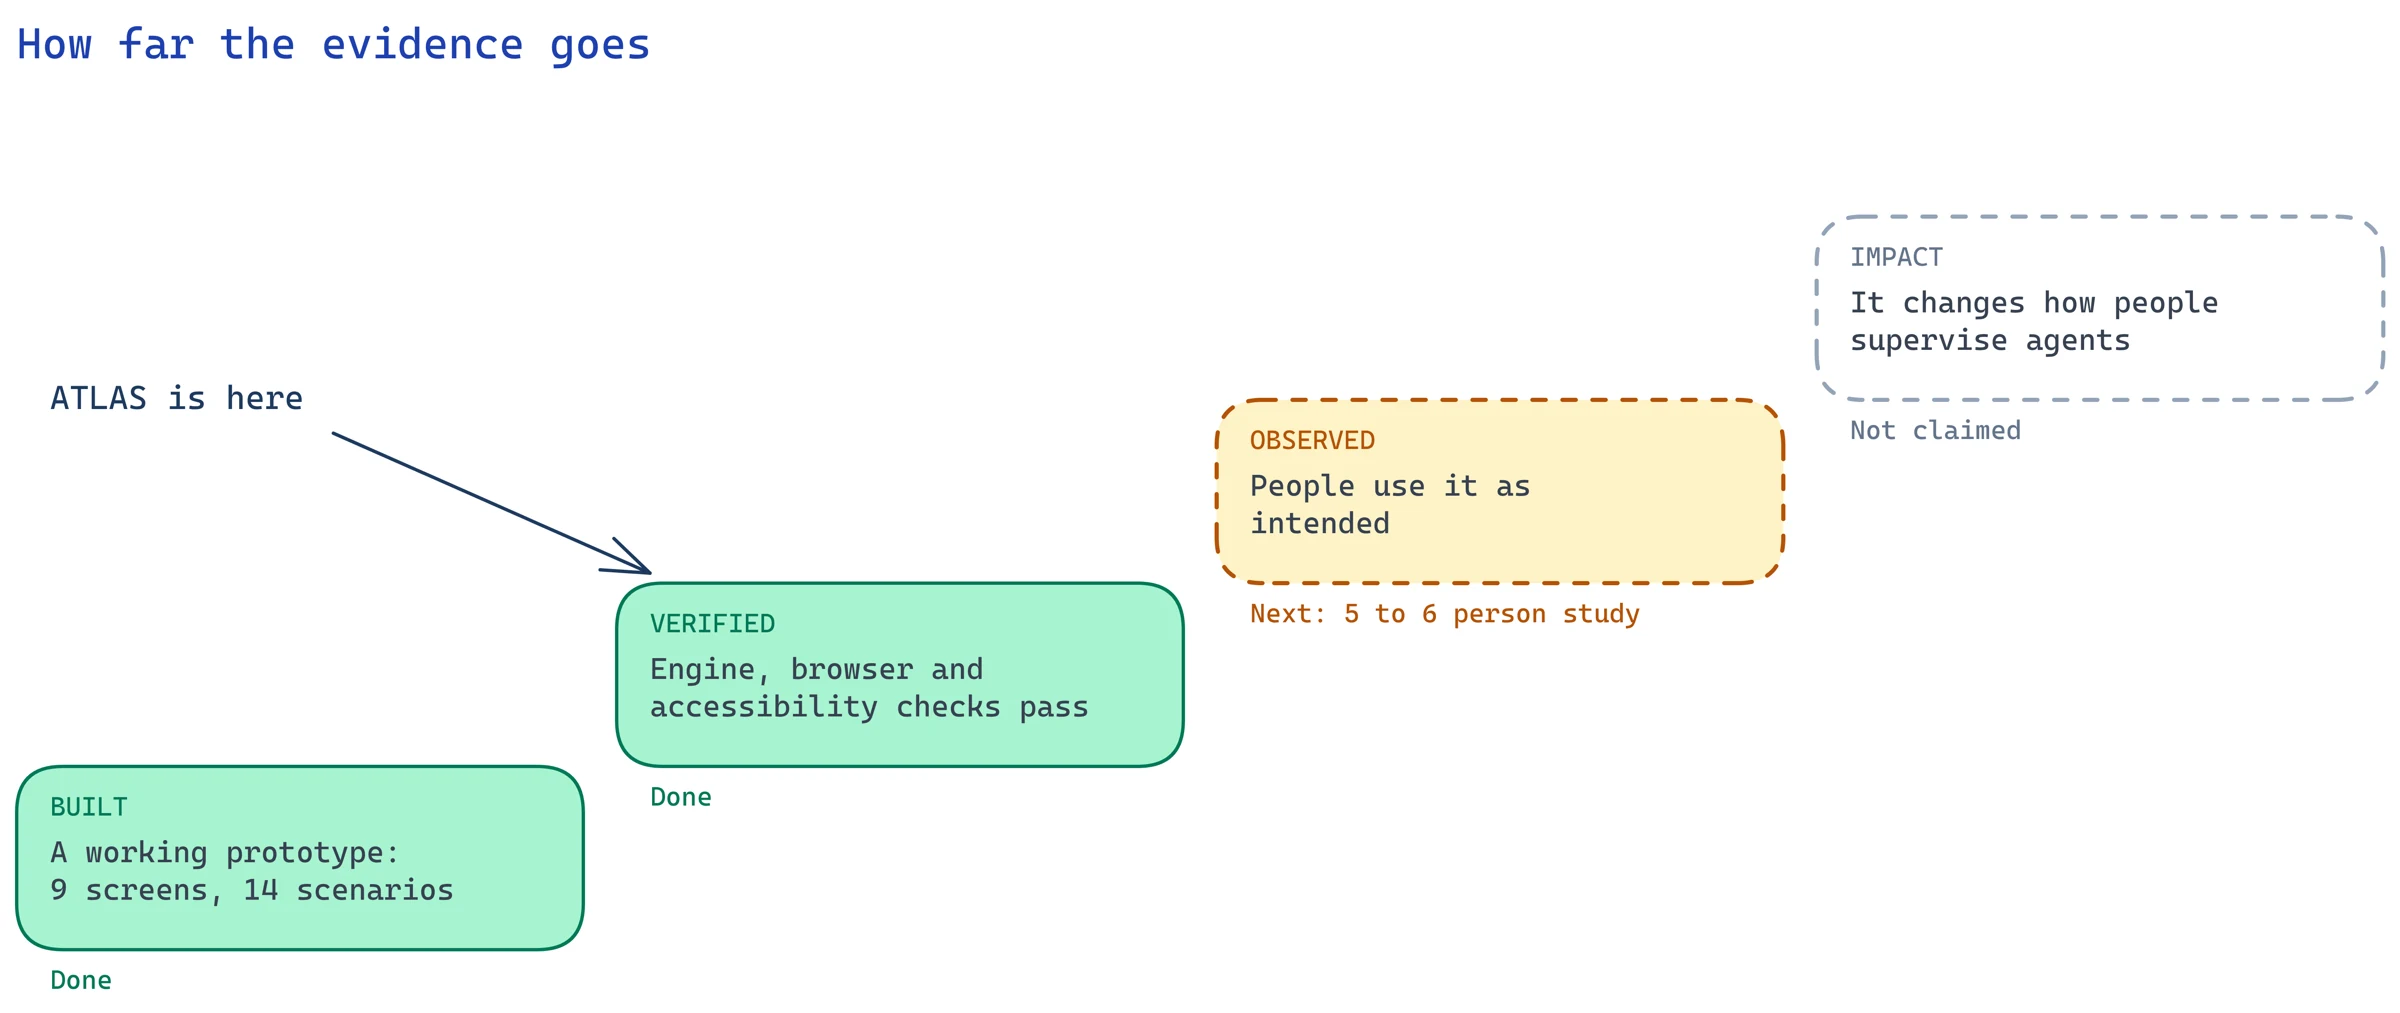 How far the evidence goes
IMPACT
It changes how people
supervise agents
Not claimed
ATLAS is here
OBSERVED
People use it as
intended
Next: 5 to 6 person study
VERIFIED
Engine, browser and
accessibility checks pass
Done
BUILT
A working prototype:
9 screens, 14 scenarios
Done